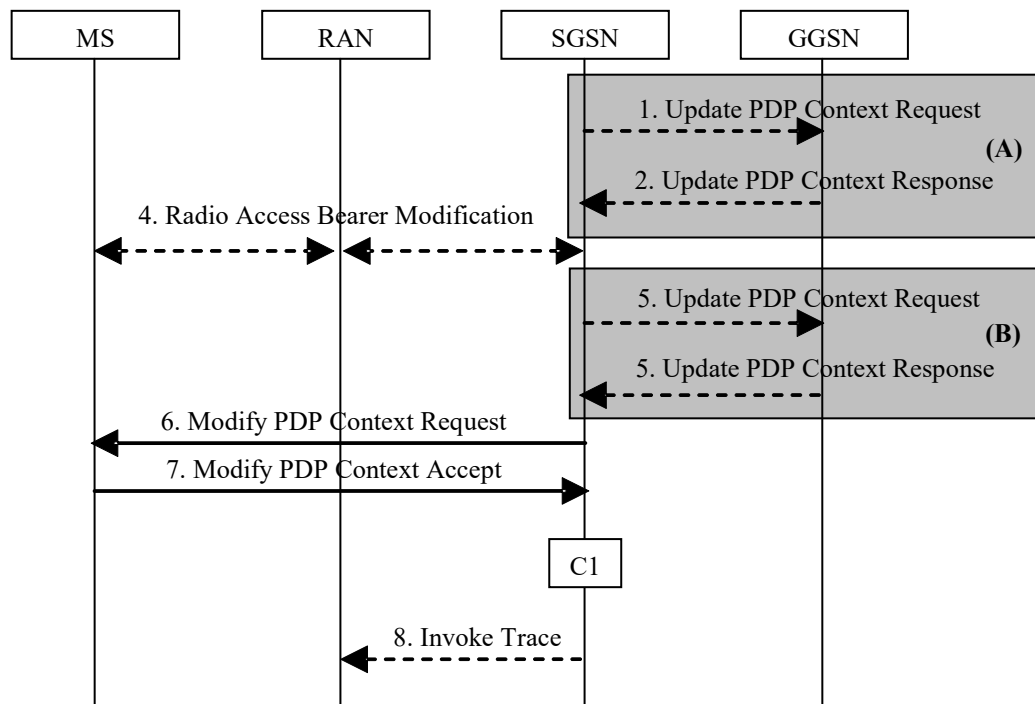 MS
RAN
SGSN
GGSN
1. Update PDP Context Request
(A)
2. Update PDP Context Response
4. Radio Access Bearer Modification
5. Update PDP Context Request
(B)
5. Update PDP Context Response
6. Modify PDP Context Request
7. Modify PDP Context Accept
C1
8. Invoke Trace